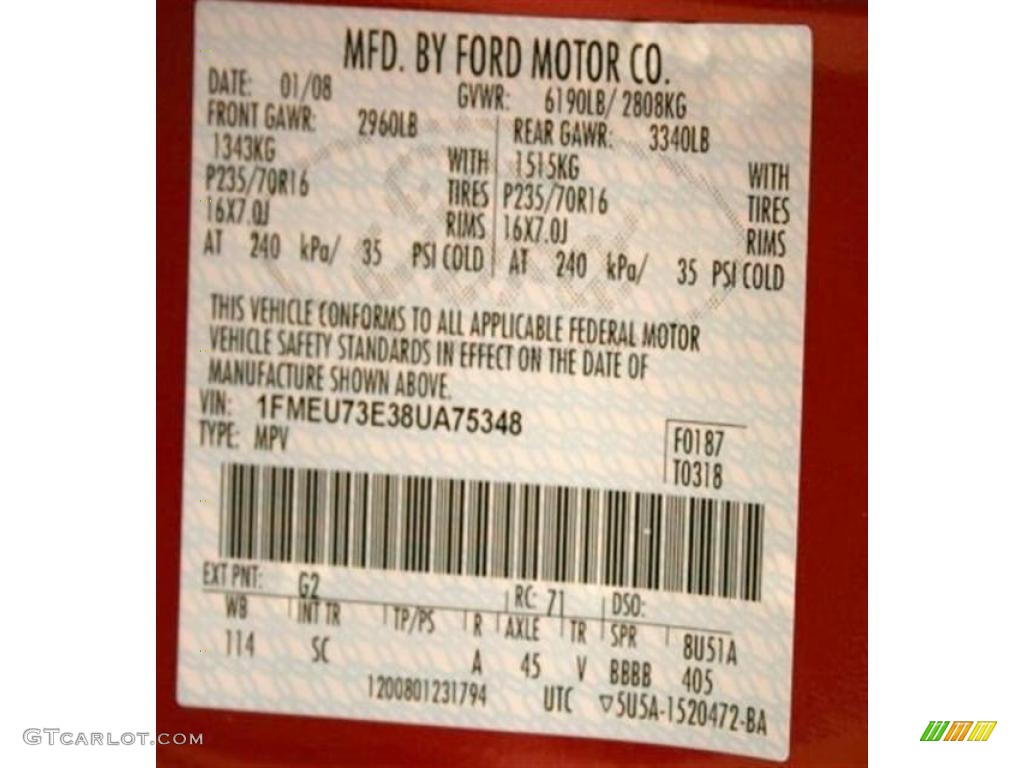 MFD. BY FORD MOTOR CO.
DATE: 01/08 GVWR: 6190LB/ 2808KG
FRONT GAWR: 2960LB REAR GAWR: 3340LB
1343KG WITH 1515KG WITH
P235/70R16 TIRES P235/70R16 TIRES
16X7.0J RIMS 16X7.0J RIMS
AT 240 kPa/ 35 PSI COLD AT 240 kPa/ 35 PSI COLD
THIS VEHICLE CONFORMS TO ALL APPLICABLE FEDERAL MOTOR
VEHICLE SAFETY STANDARDS IN EFFECT ON THE DATE OF
MANUFACTURE SHOWN ABOVE.
VIN: 1FMEU73E38UA75348
TYPE: MPV
F0187
T0318
EXT PNT: G2 RC: 71 DSO:
WB INT TR TP/PS R AXLE TR SPR 8U51A
114 SC A 45 V BBBB 405
1200801231794 UTC ▽5U5A-1520472-BA
GTCARLOT.COM